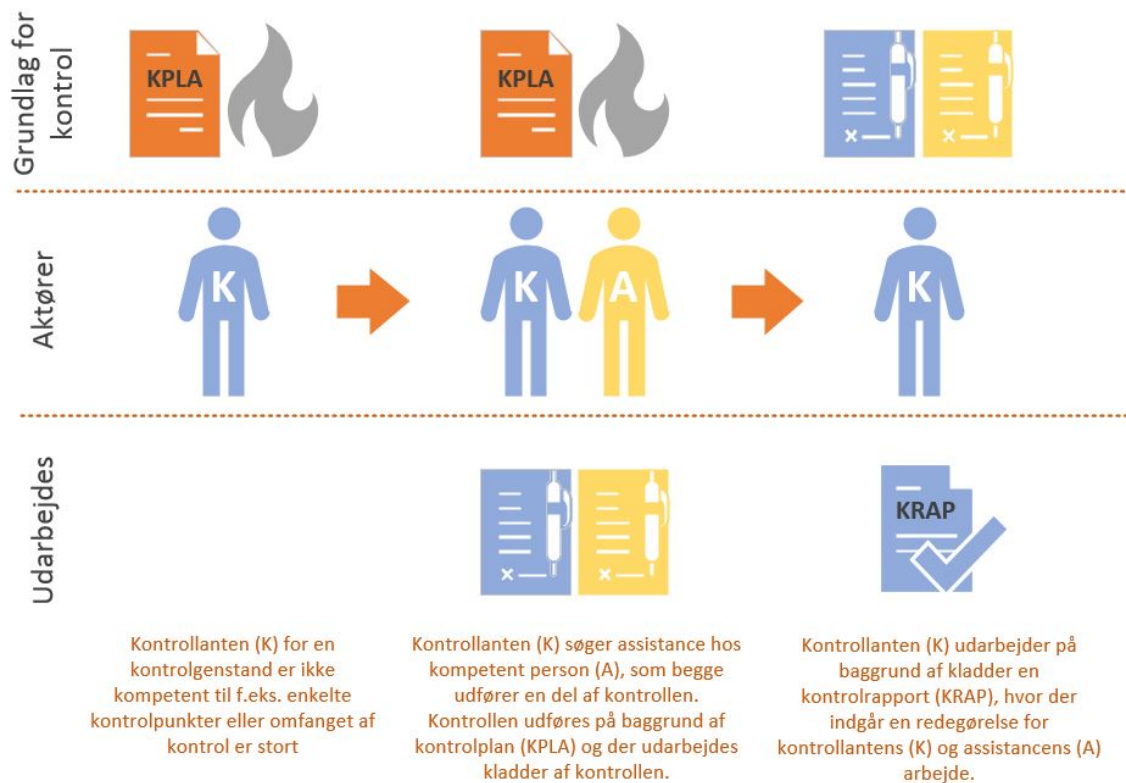 Grundlag for
kontrol
KPLA
KPLA
Aktører
K
K
A
K
Udarbejdes
KRAP
Kontrollanten (K) for en
kontrolgenstand er ikke
kompetent til f.eks. enkelte
kontrolpunkter eller omfanget af
kontrol er stort
Kontrollanten (K) søger assistance hos
kompetent person (A), som begge
udfører en del af kontrollen.
Kontrollen udføres på baggrund af
kontrolplan (KPLA) og der udarbejdes
kladder af kontrollen.
Kontrollanten (K) udarbejder på
baggrund af kladder en
kontrolrapport (KRAP), hvor der
indgår en redegørelse for
kontrollantens (K) og assistancens (A)
arbejde.